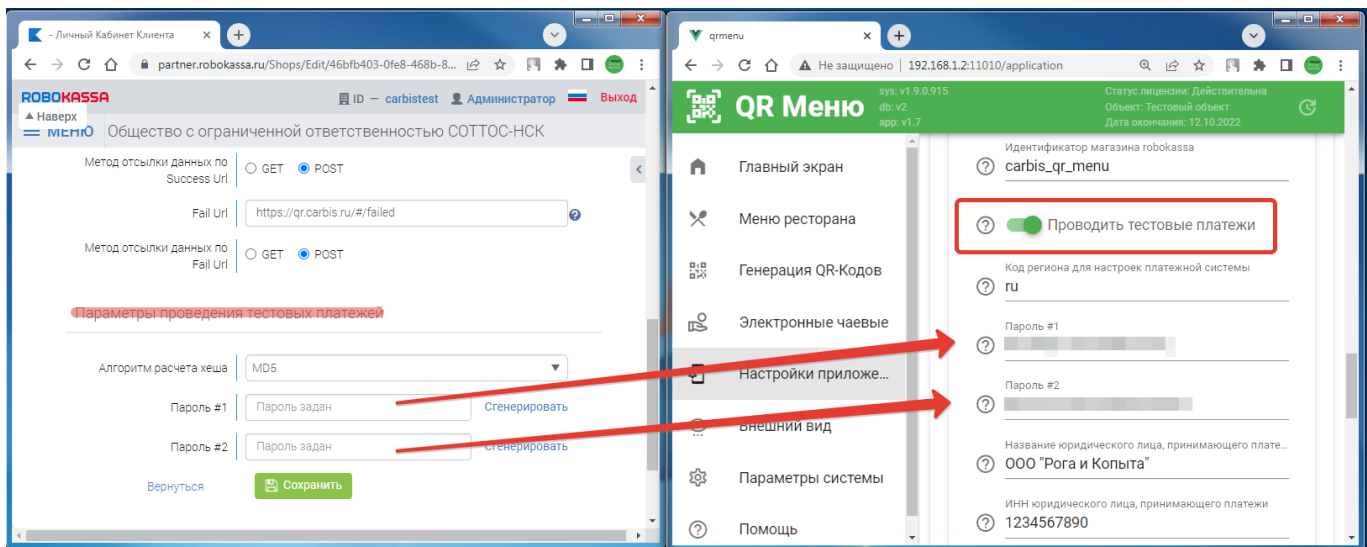 - Личный Кабинет Клиента
partner.robokassa.ru/Shops/Edit/46bfb403-0fe8-468b-8...
ROBOKASSA
ID — carbistest
Администратор
Выход
Наверх
МЕНЮ
Общество с ограниченной ответственностью СОТТОС-НСК
Метод отсылки данных по
Success Url
GET
POST
Fail Url
https://qr.carbis.ru/#/failed
Метод отсылки данных по
Fail Url
GET
POST
Параметры проведения тестовых платежей
Алгоритм расчета хеша
MD5
Пароль #1
Пароль задан
Сгенерировать
Пароль #2
Пароль задан
Сгенерировать
Вернуться
Сохранить
qrmenu
Не защищено
192.168.1.2:11010/application
QR Меню
sys: v1.9.0.915
db: v2
app: v1.7
Статус лицензии: Действительна
Объект: Тестовый объект
Дата окончания: 12.10.2022
Главный экран
Меню ресторана
Генерация QR-Кодов
Электронные чаевые
Настройки приложе...
Внешний вид
Параметры системы
Помощь
Идентификатор магазина robokassa
carbis_qr_menu
Проводить тестовые платежи
Код региона для настроек платежной системы
ru
Пароль #1
Пароль #2
Название юридического лица, принимающего плате...
ООО "Рога и Копыта"
ИНН юридического лица, принимающего платежи
1234567890